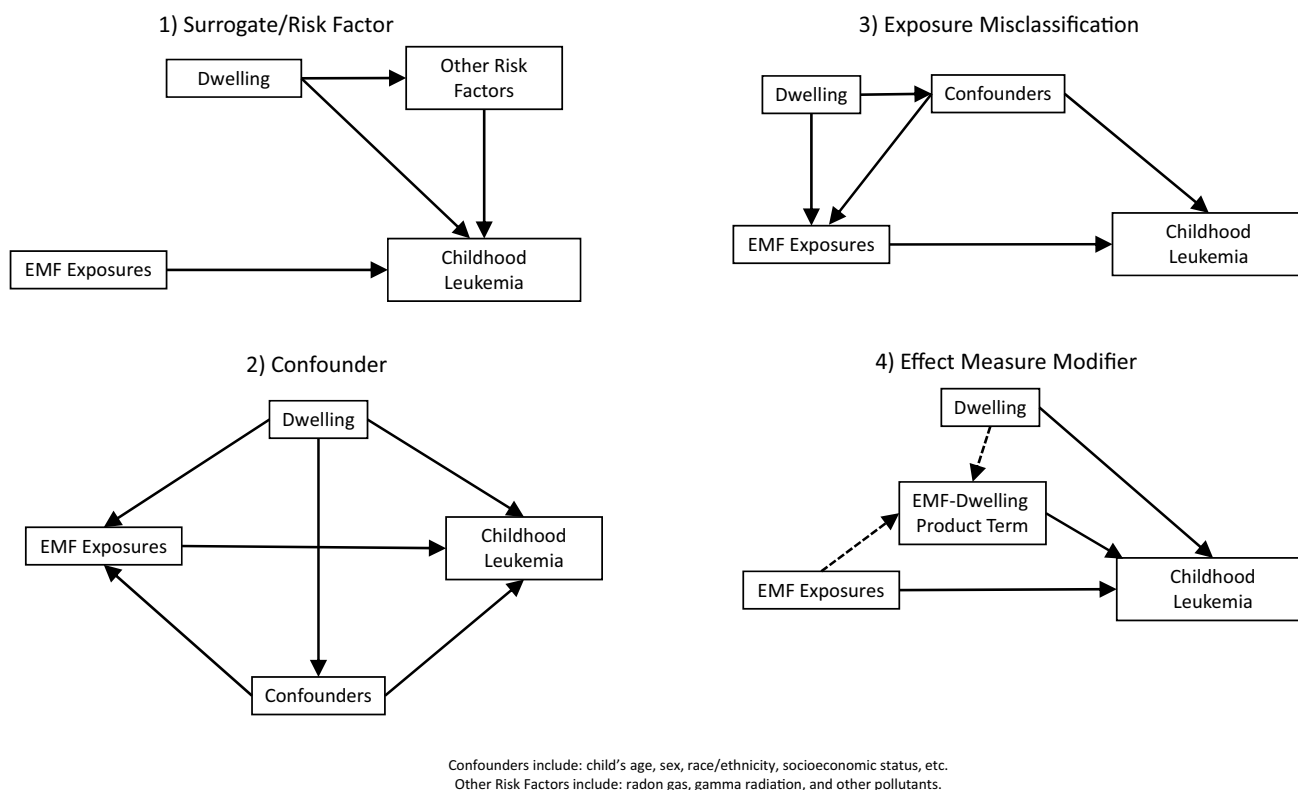 1) Surrogate/Risk Factor
Dwelling
Other Risk
Factors
EMF Exposures
Childhood
Leukemia
2) Confounder
Dwelling
EMF Exposures
Childhood
Leukemia
Confounders
3) Exposure Misclassification
Dwelling
Confounders
EMF Exposures
Childhood
Leukemia
4) Effect Measure Modifier
Dwelling
EMF-Dwelling
Product Term
EMF Exposures
Childhood
Leukemia
Confounders include: child’s age, sex, race/ethnicity, socioeconomic status, etc.
Other Risk Factors include: radon gas, gamma radiation, and other pollutants.